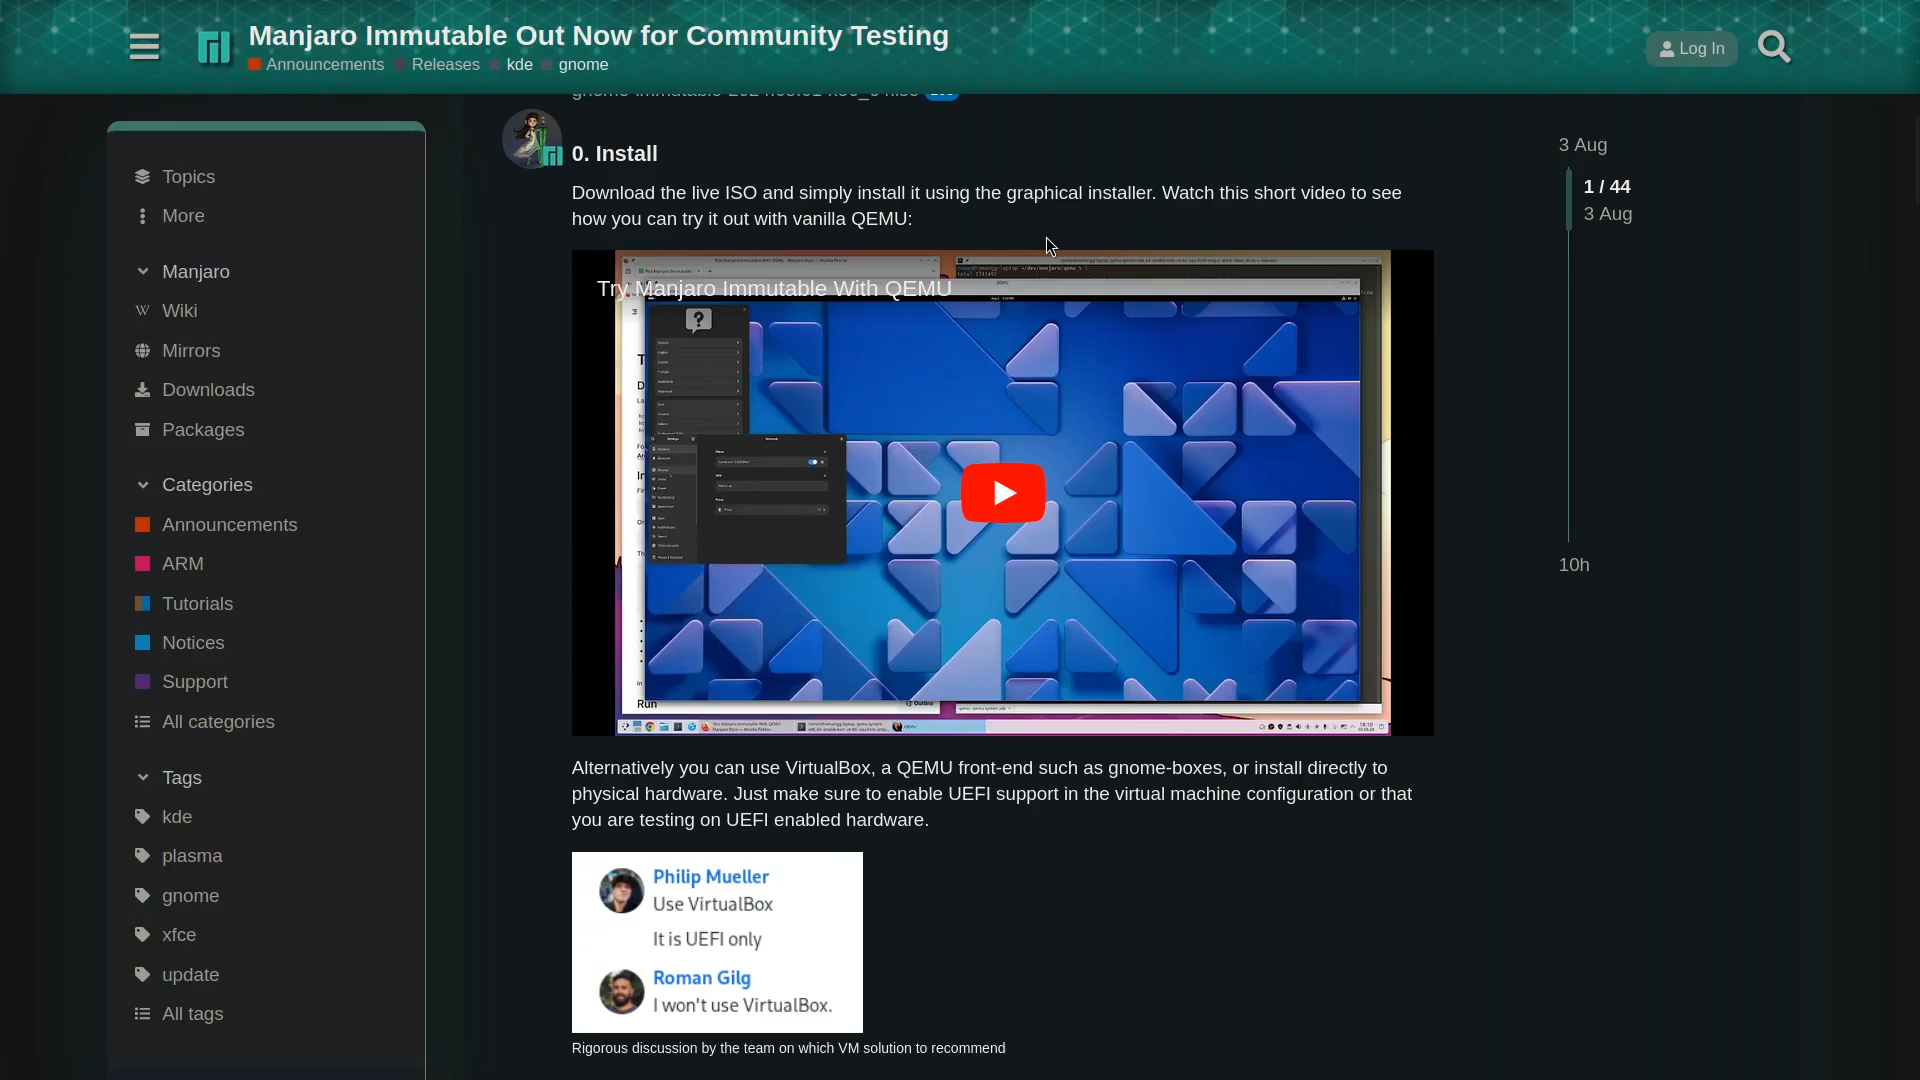 Manjaro Immutable Out Now for Community Testing
Announcements Releases kde gnome
Log In
Topics
More
Manjaro
Wiki
Mirrors
Downloads
Packages
Categories
Announcements
ARM
Tutorials
Notices
Support
All categories
Tags
kde
plasma
gnome
xfce
update
All tags
0. Install
Download the live ISO and simply install it using the graphical installer. Watch this short video to see
how you can try it out with vanilla QEMU:
Try Manjaro Immutable With QEMU
Run
Outline
Alternatively you can use VirtualBox, a QEMU front-end such as gnome-boxes, or install directly to
physical hardware. Just make sure to enable UEFI support in the virtual machine configuration or that
you are testing on UEFI enabled hardware.
Philip Mueller
Use VirtualBox
It is UEFI only
Roman Gilg
I won't use VirtualBox.
Rigorous discussion by the team on which VM solution to recommend
3 Aug
1 / 44
3 Aug
10h